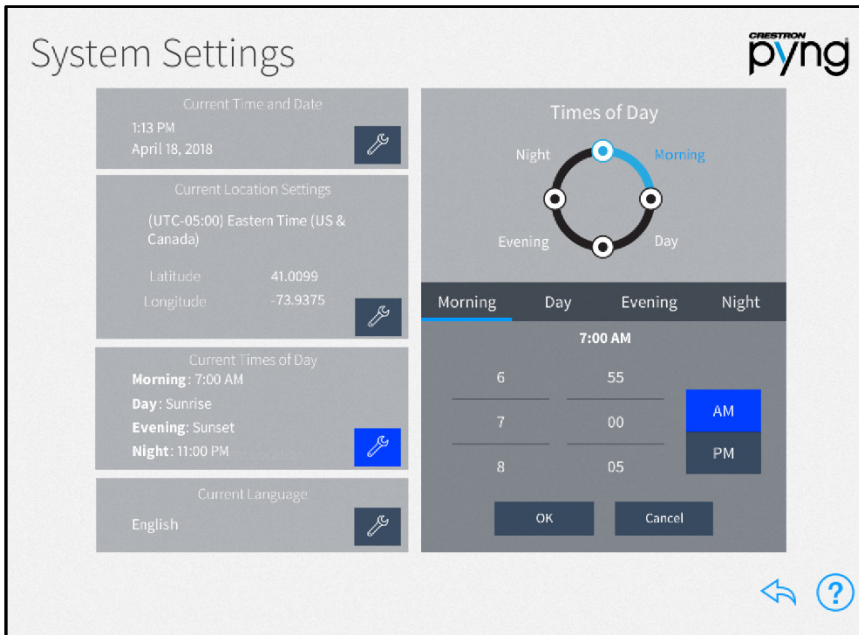 System Settings
CRESTRON
pyng
Current Time and Date
1:13 PM
April 18, 2018
Current Location Settings
(UTC-05:00) Eastern Time (US &
Canada)
Latitude 41.0099
Longitude -73.9375
Current Times of Day
Morning: 7:00 AM
Day: Sunrise
Evening: Sunset
Night: 11:00 PM
Current Language
English
Times of Day
Night Morning
Evening Day
Morning Day Evening Night
7:00 AM
6 55
7 00
8 05
AM
PM
OK Cancel
?